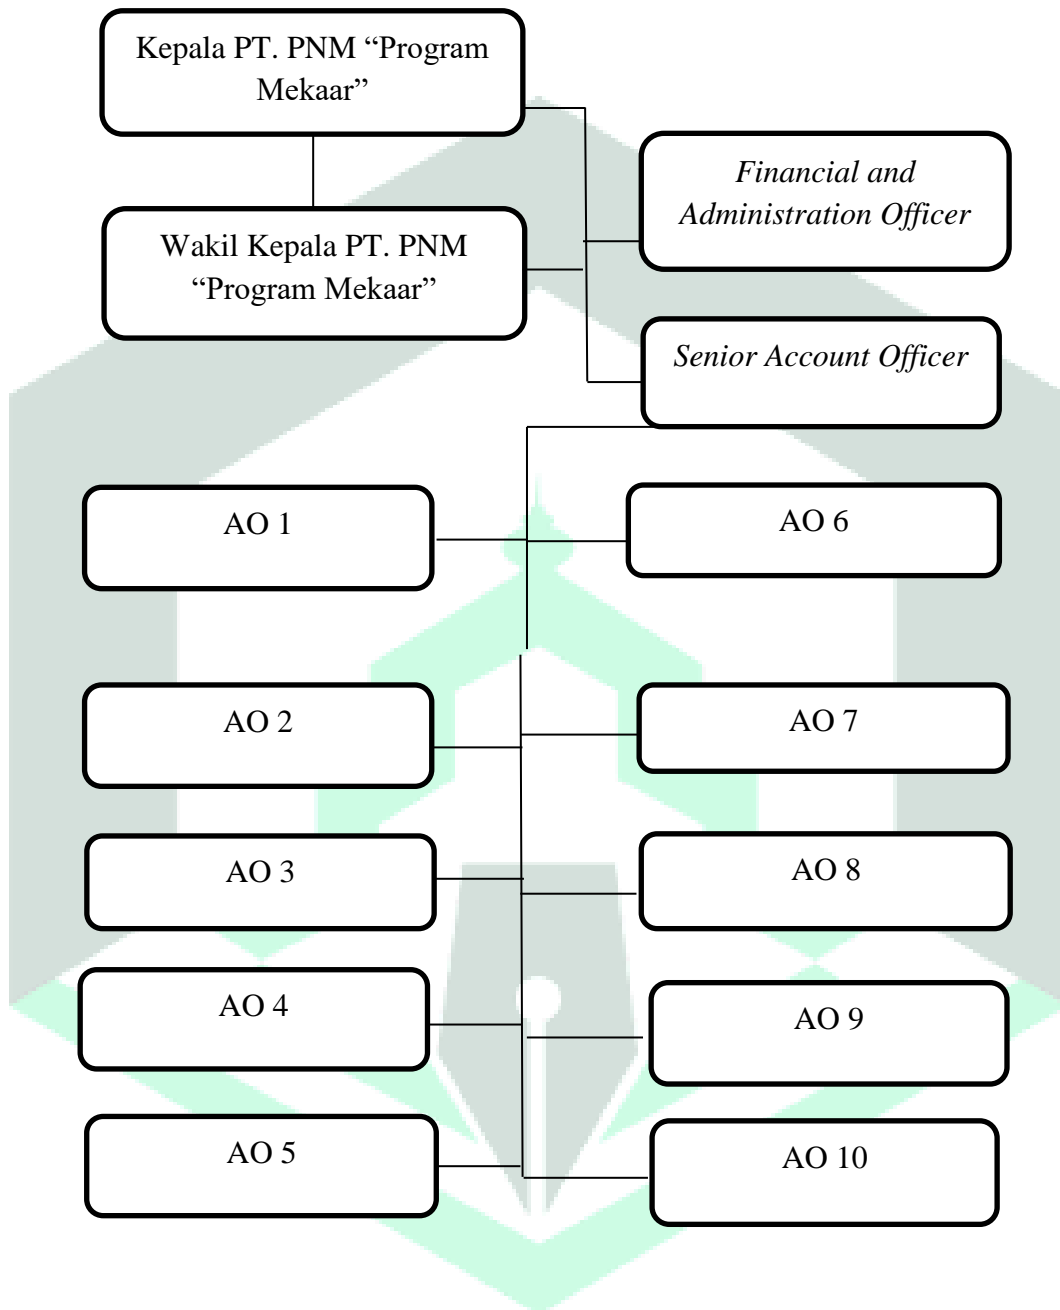 Kepala PT. PNM “Program
Mekaar”
Financial and
Administration Officer
Wakil Kepala PT. PNM
“Program Mekaar”
Senior Account Officer
AO 1
AO 6
AO 2
AO 7
AO 3
AO 8
AO 4
AO 9
AO 5
AO 10